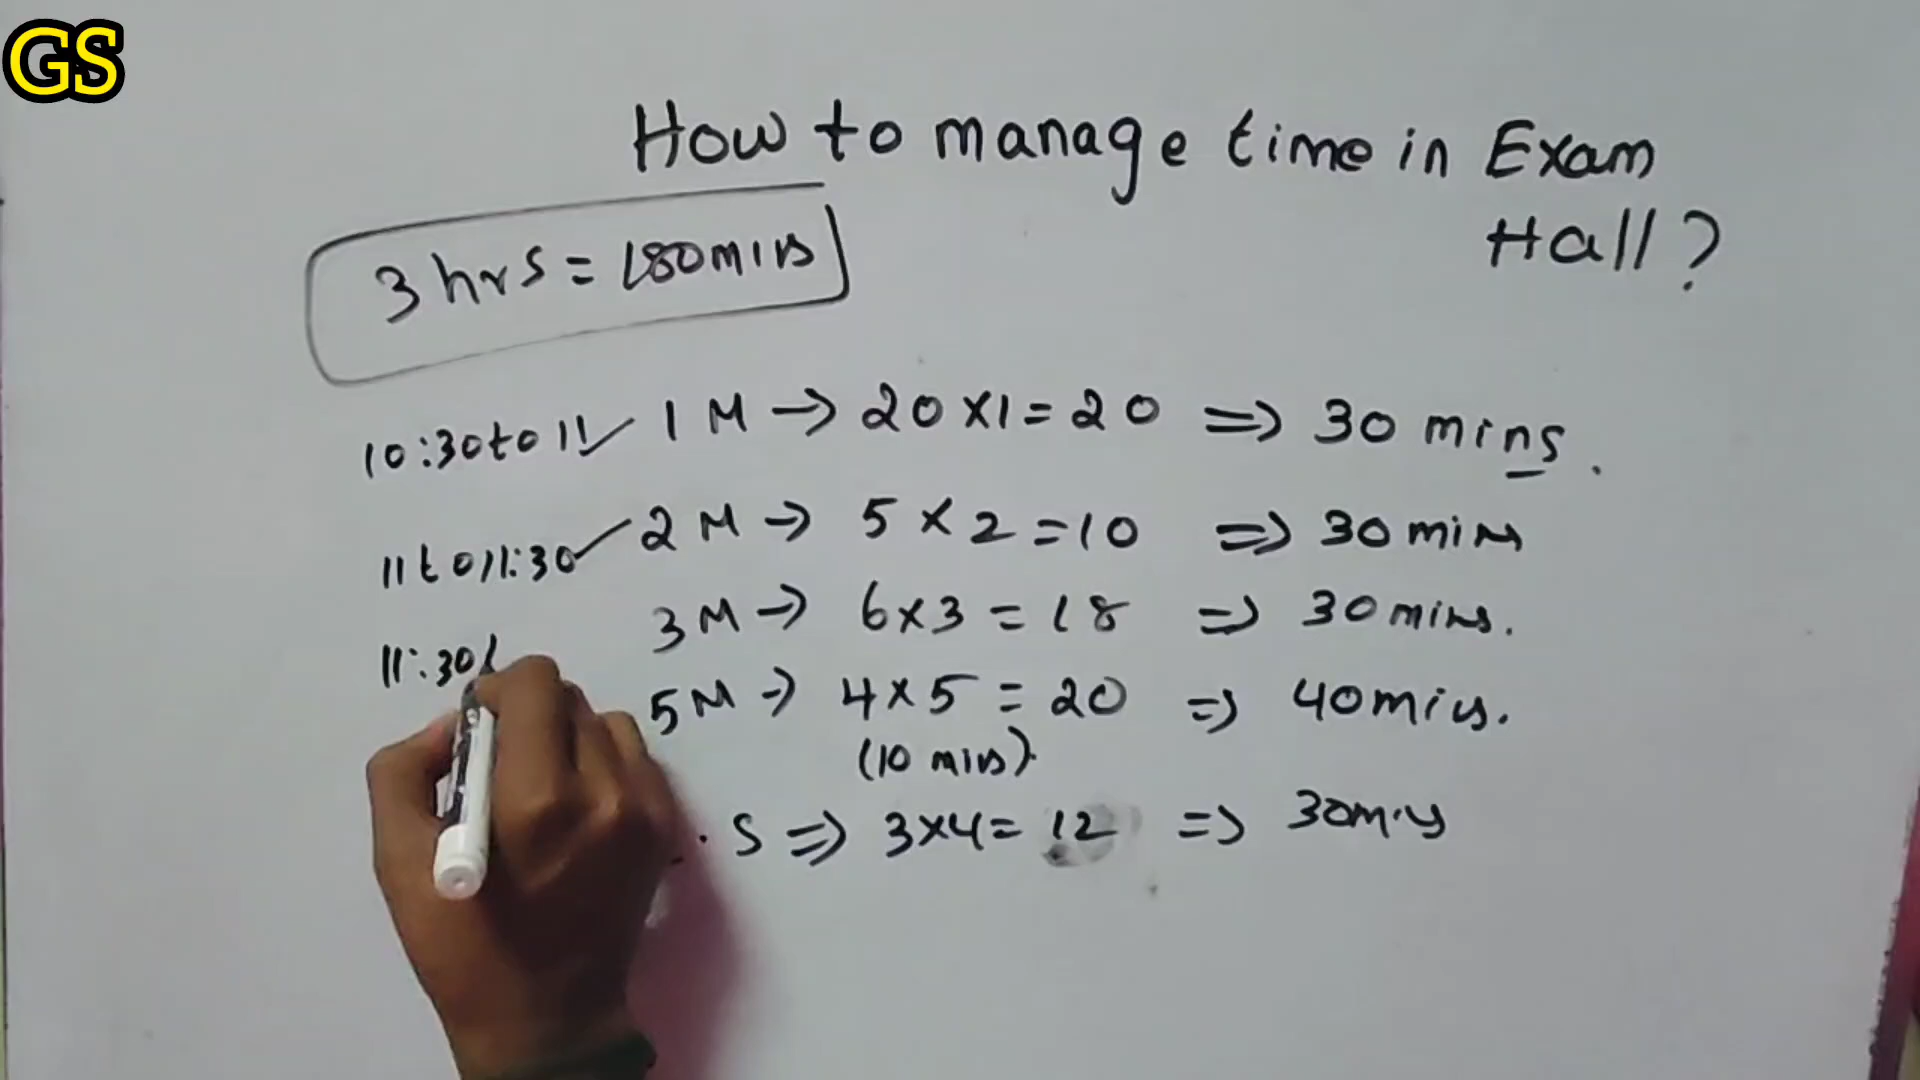 GS
How to manage time in Exam
Hall?
3 hrs = 180 mins
10:30 to 11 1 M → 20 x 1 = 20 ⇒ 30 mins.
11 to 11:30 2 M → 5 x 2 = 10 ⇒ 30 mins
3 M → 6 x 3 = 18 ⇒ 30 mins.
11:30
5 M → 4 x 5 = 20 ⇒ 40 mins.
(10 mins).
. S ⇒ 3 x 4 = 12 ⇒ 30 mins